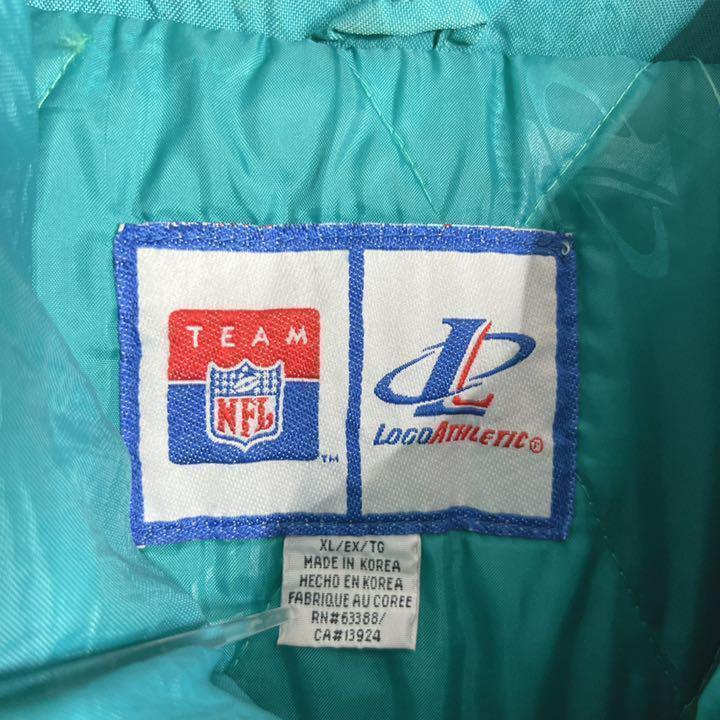 TEAM
NFL
TM
LOGOATHLETIC®
XL/EX/TG
MADE IN KOREA
HECHO EN KOREA
FABRIQUE AU COREE
RN#63388/
CA#13924